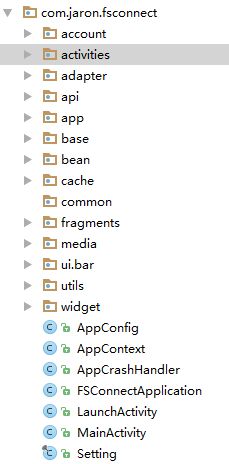 com.jaron.fsconnect
account
activities
adapter
api
app
base
bean
cache
common
fragments
media
ui.bar
utils
widget
AppConfig
AppContext
AppCrashHandler
FSConnectApplication
LaunchActivity
MainActivity
Setting